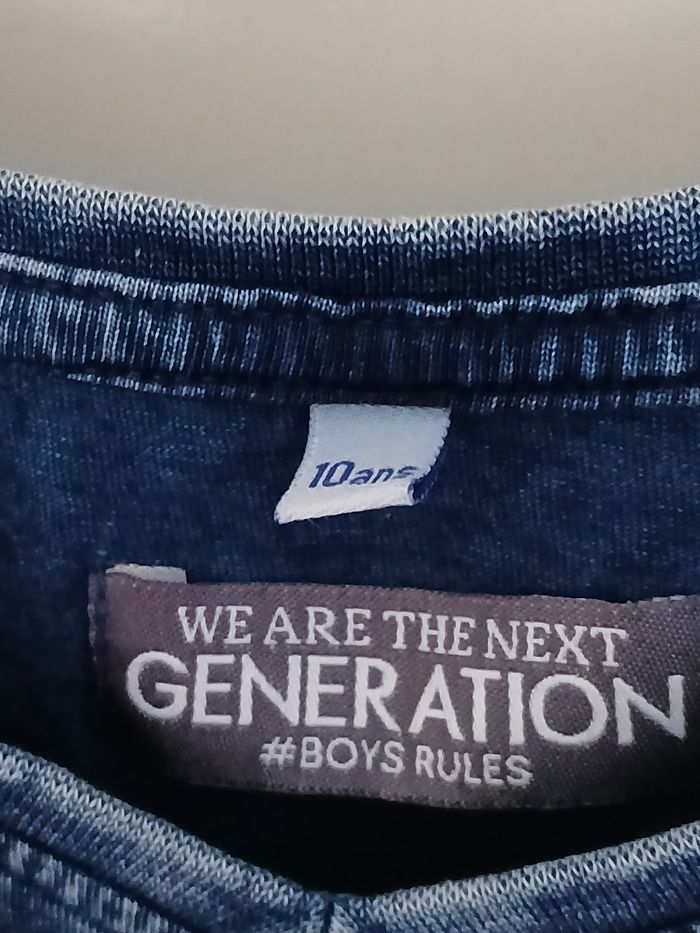 10ans
WE ARE THE NEXT
GENERATION
#BOYS RULES